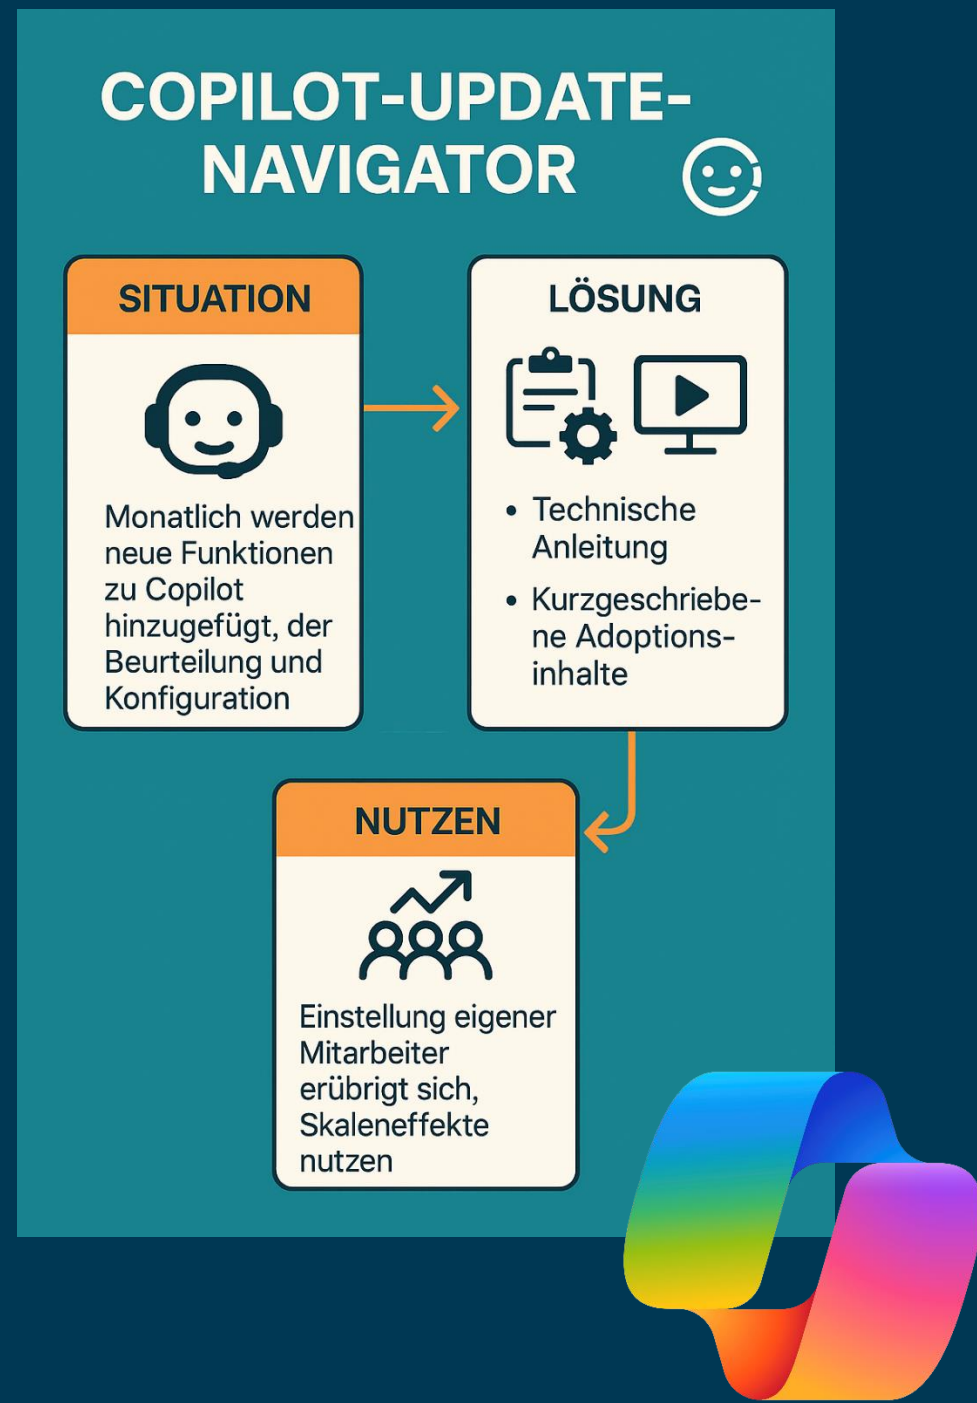 COPILOT-UPDATE-
NAVIGATOR
SITUATION
Monatlich werden
neue Funktionen
zu Copilot
hinzugefügt, der
Beurteilung und
Konfiguration
LÖSUNG
• Technische
Anleitung
• Kurzgeschriebe-
ne Adoptions-
inhalte
NUTZEN
Einstellung eigener
Mitarbeiter
erübrigt sich,
Skaleneffekte
nutzen